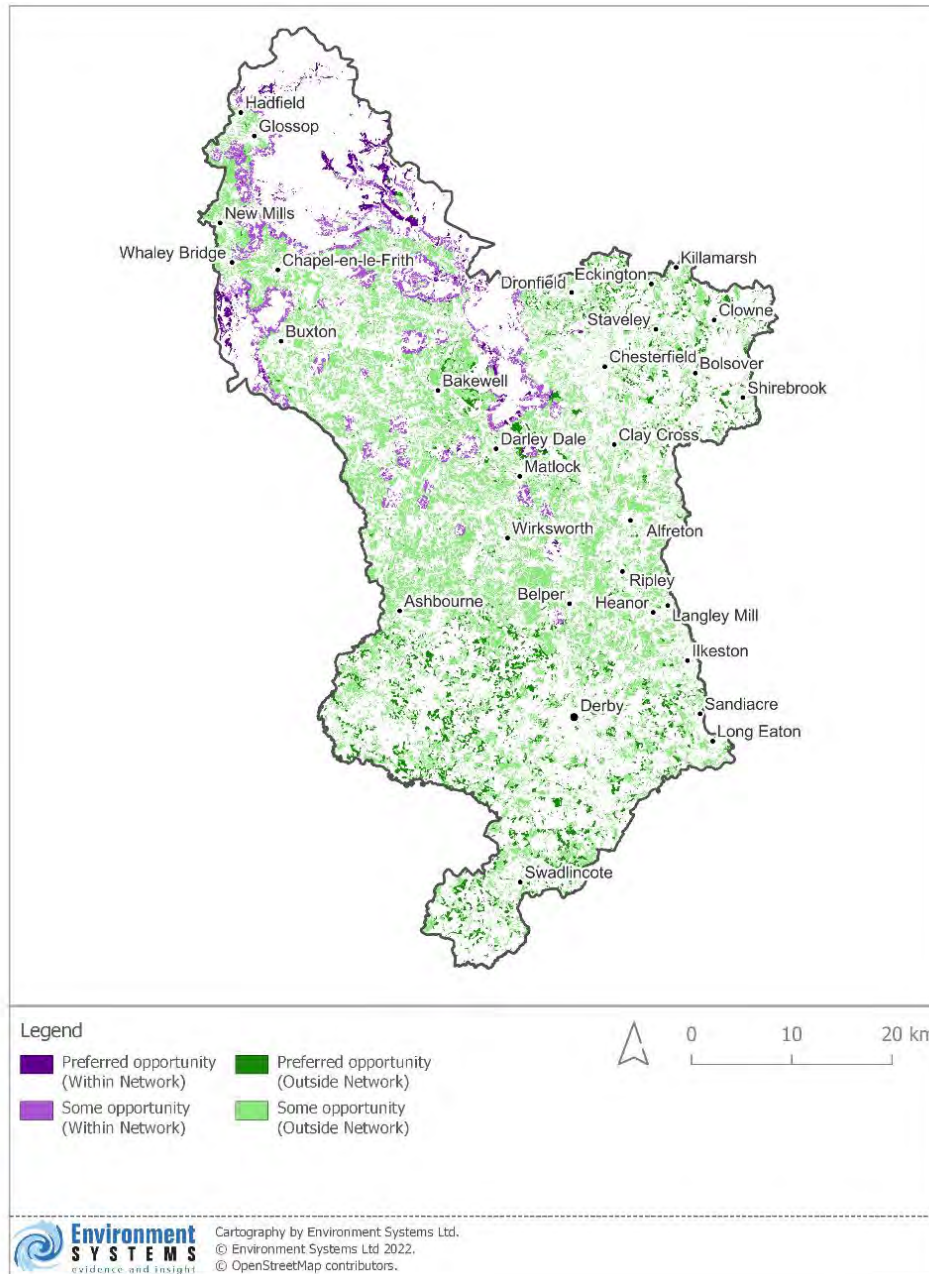 Hadfield
Glossop
New Mills
Whaley Bridge
Chapel-en-le-Frith
Killamarsh
Eckington
Dronfield
Clowne
Staveley
Buxton
Chesterfield
Bolsover
Shirebrook
Bakewell
Clay Cross
Darley Dale
Matlock
Alfreton
Wirksworth
Ripley
Belper
Heanor
Ashbourne
Langley Mill
Ilkeston
Derby
Sandiacre
Long Eaton
Swadlincote
Legend
Preferred opportunity
(Within Network)
Some opportunity
(Within Network)
Preferred opportunity
(Outside Network)
Some opportunity
(Outside Network)
0 10 20 km
Environment
SYSTEMS
evidence and insight
Cartography by Environment Systems Ltd.
© Environment Systems Ltd 2022.
© OpenStreetMap contributors.